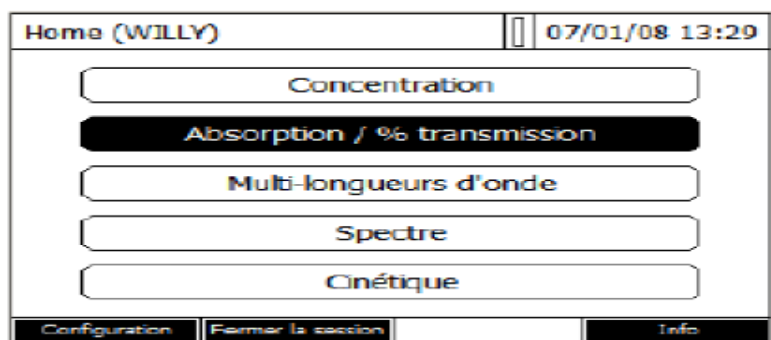 Home (WILLY) 07/01/08 13:29
Concentration
Absorption / % transmission
Multi-longueurs d'onde
Spectre
Cinétique
Configuration Fermer la session Info